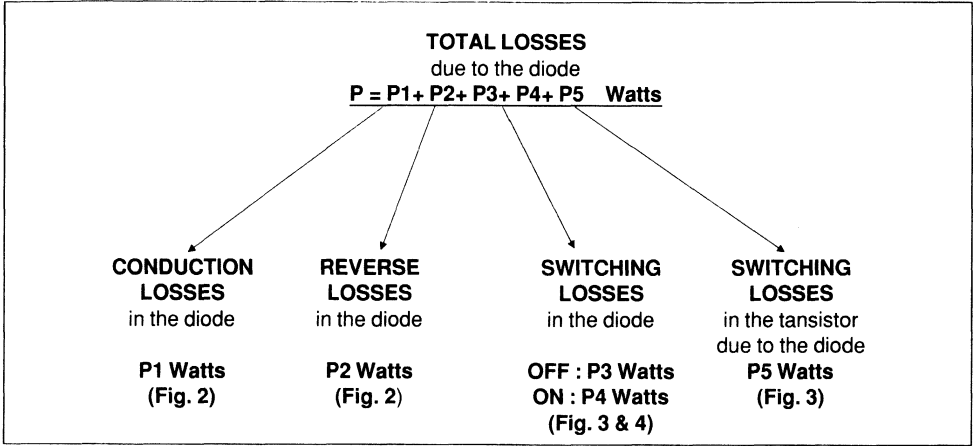 TOTAL LOSSES
due to the diode
P = P1+ P2+ P3+ P4+ P5 Watts
CONDUCTION
LOSSES
in the diode
P1 Watts
(Fig. 2)
REVERSE
LOSSES
in the diode
P2 Watts
(Fig. 2)
SWITCHING
LOSSES
in the diode
OFF : P3 Watts
ON : P4 Watts
(Fig. 3 & 4)
SWITCHING
LOSSES
in the tansistor
due to the diode
P5 Watts
(Fig. 3)